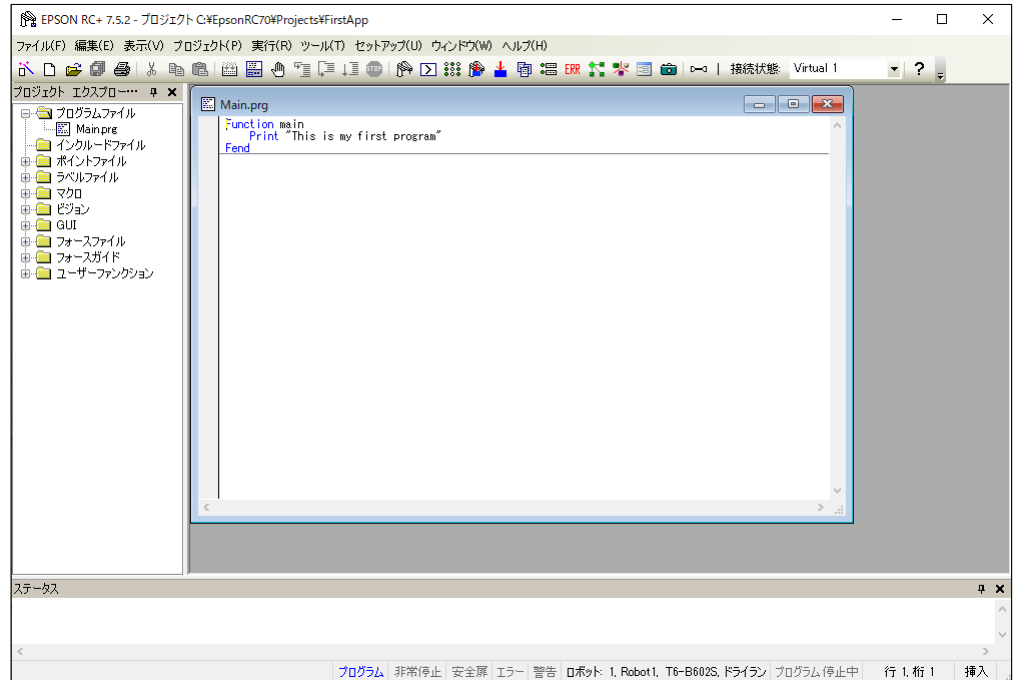 EPSON RC+ 7.5.2 - プロジェクト C:¥EpsonRC70¥Projects¥FirstApp
ファイル(F) 編集(E) 表示(V) プロジェクト(P) 実行(R) ツール(T) セットアップ(U) ウィンドウ(W) ヘルプ(H)
STOP ERR 接続状態: Virtual 1 ?
プロジェクト エクスプロー…
プログラムファイル
Main.prg
インクルードファイル
ポイントファイル
ラベルファイル
マクロ
ビジョン
GUI
フォースファイル
フォースガイド
ユーザーファンクション
Main.prg
Function main
Print "This is my first program"
Fend
ステータス
プログラム 非常停止 安全扉 エラー 警告 ロボット: 1, Robot1, T6-B602S, ドライラン プログラム停止中 行 1, 桁 1 挿入